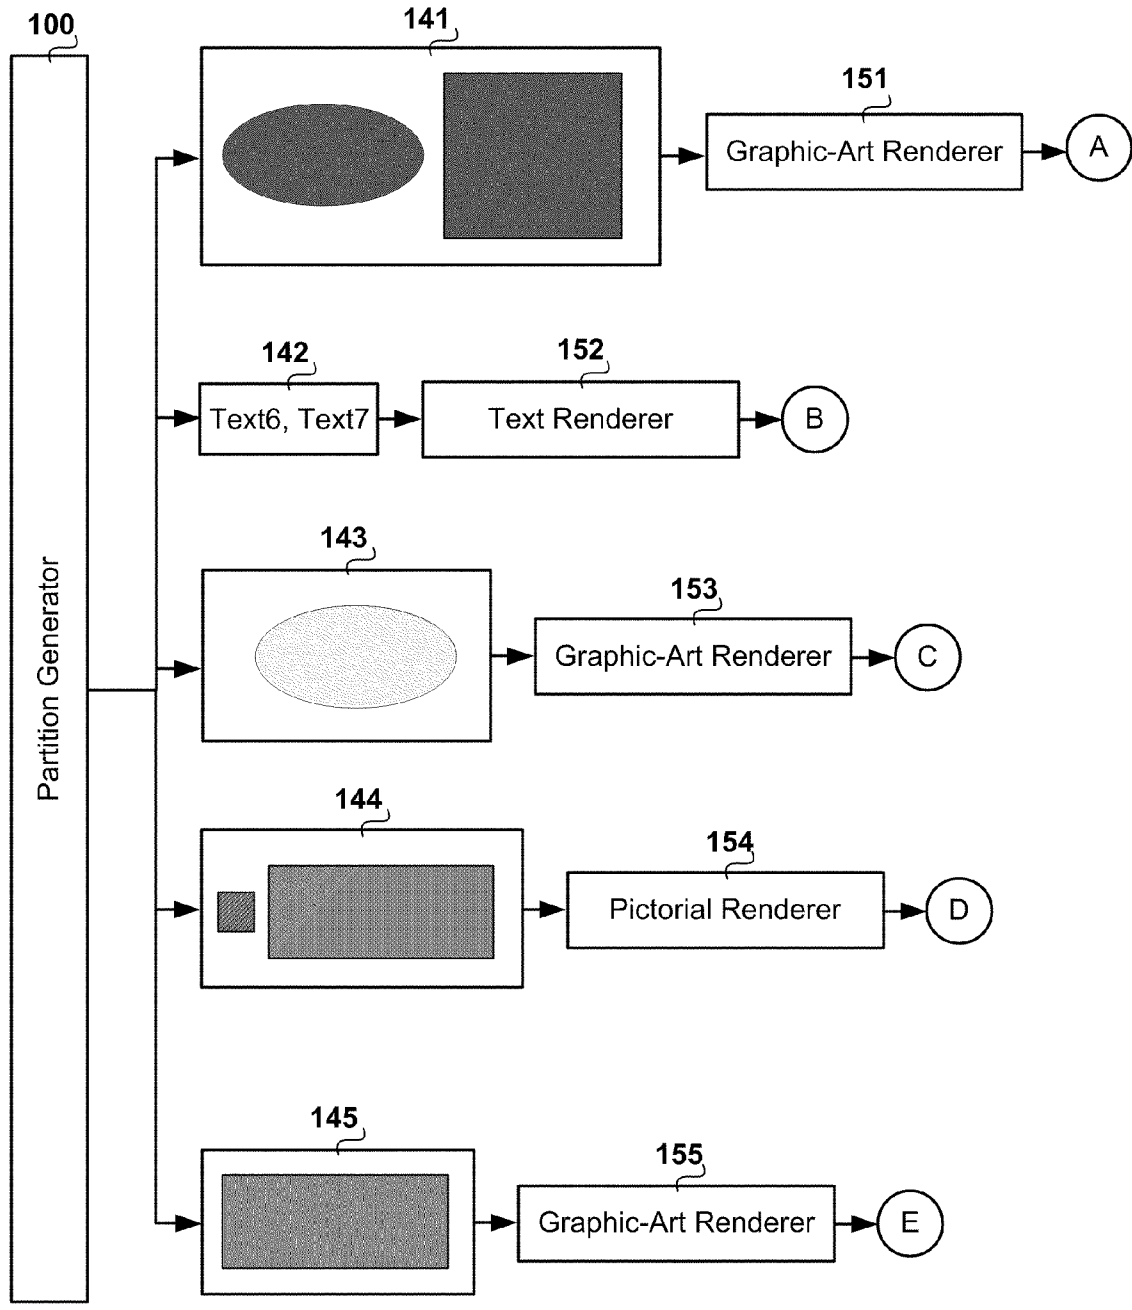 100
141
151
Graphic-Art Renderer
A
142
152
Text6, Text7
Text Renderer
B
143
153
Graphic-Art Renderer
C
Partition Generator
144
154
Pictorial Renderer
D
145
155
Graphic-Art Renderer
E